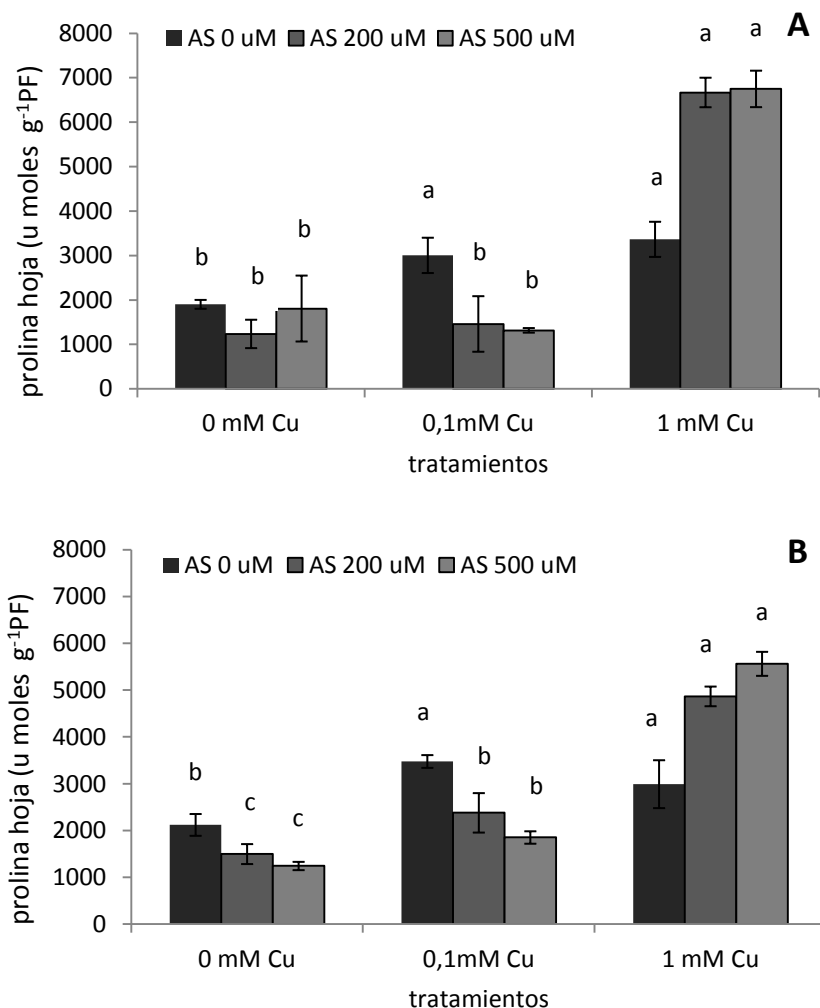 A
AS 0 uM AS 200 uM AS 500 uM
8000
7000
6000
5000
4000
3000
2000
1000
0
prolina hoja (u moles g⁻¹PF)
b b b a b b a a a
0 mM Cu 0,1mM Cu 1 mM Cu
tratamientos
B
AS 0 uM AS 200 uM AS 500 uM
8000
7000
6000
5000
4000
3000
2000
1000
0
prolina hoja (u moles g⁻¹PF)
b c c a b b a a a
0 mM Cu 0,1mM Cu 1 mM Cu
tratamientos